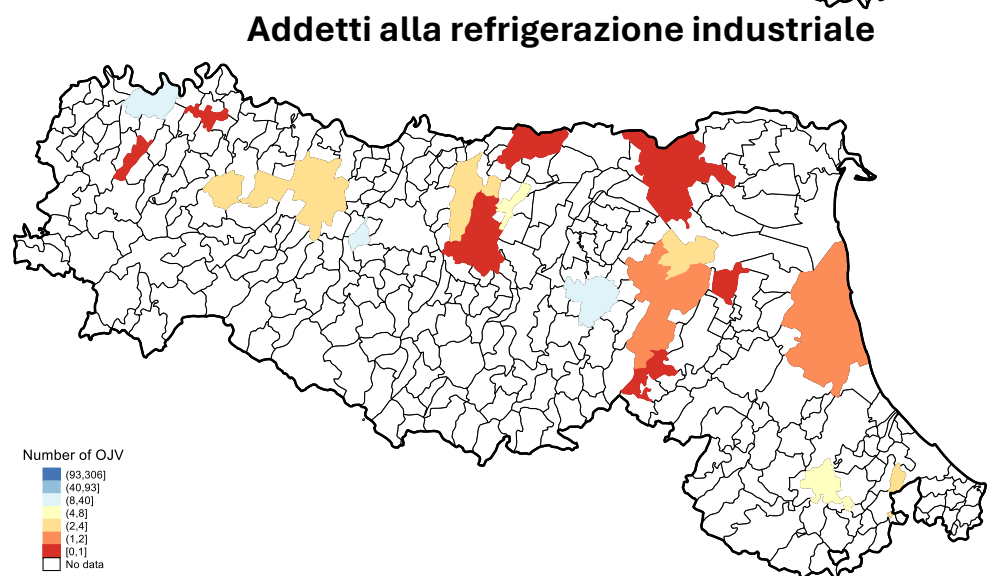 Addetti alla refrigerazione industriale
Number of OJV
(93,306]
(40,93]
(8,40]
(4,8]
(2,4]
(1,2]
[0,1]
No data